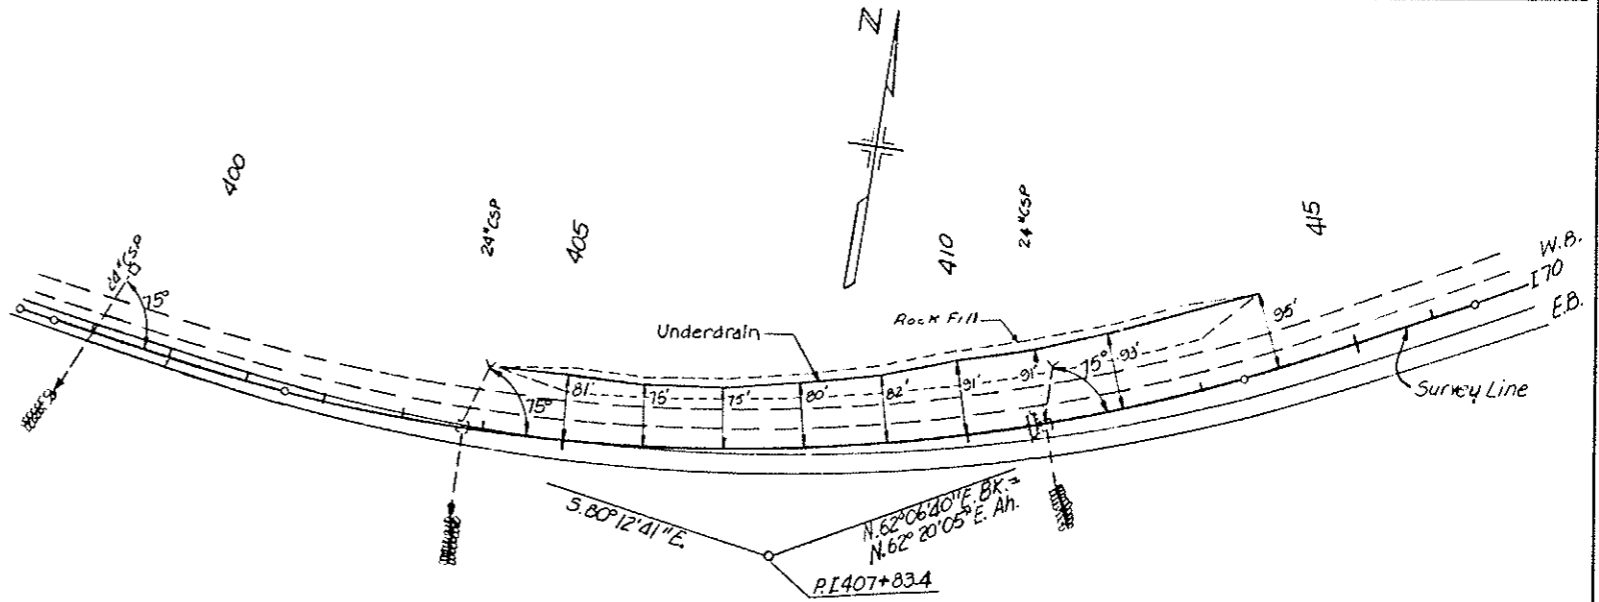 N
400
24"CSP
75°
24"CSP
405
410
24"CSP
415
W.B.
I 70
E.B.
Underdrain
Rock Fill
75°
81'
75'
75'
80'
82'
91'
91'
75°
93'
95'
Survey Line
S.80°12'41"E.
N.62°06'40"E. BK.=
N.62°20'05"E. Ah.
P.I.407+83.4